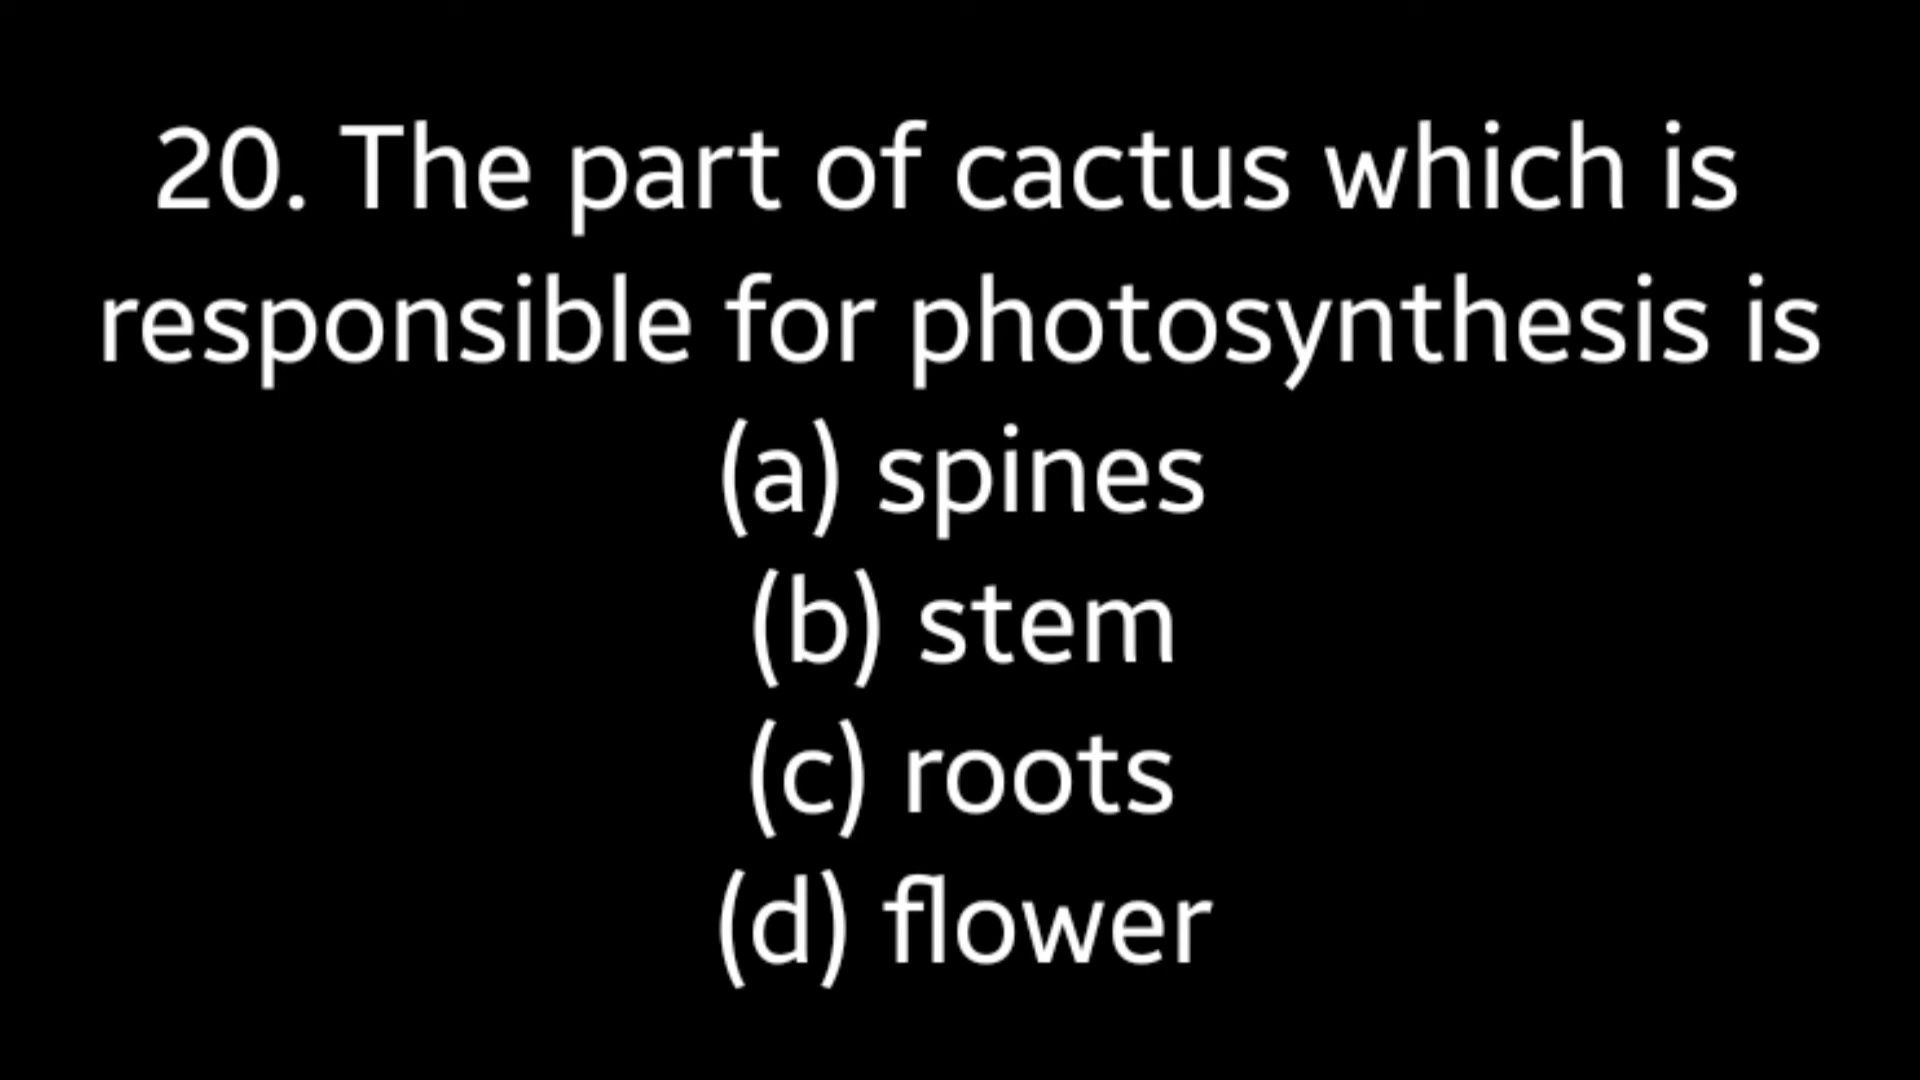 20. The part of cactus which is
responsible for photosynthesis is
(a) spines
(b) stem
(c) roots
(d) flower